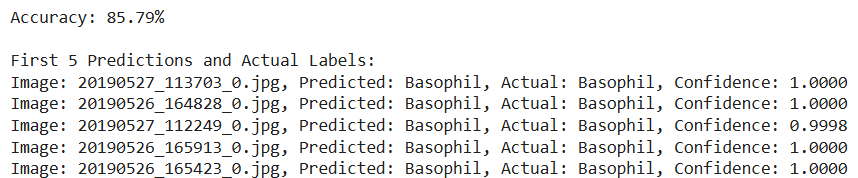 Accuracy: 85.79%
First 5 Predictions and Actual Labels:
Image: 20190527_113703_0.jpg, Predicted: Basophil, Actual: Basophil, Confidence: 1.0000
Image: 20190526_164828_0.jpg, Predicted: Basophil, Actual: Basophil, Confidence: 1.0000
Image: 20190527_112249_0.jpg, Predicted: Basophil, Actual: Basophil, Confidence: 0.9998
Image: 20190526_165913_0.jpg, Predicted: Basophil, Actual: Basophil, Confidence: 1.0000
Image: 20190526_165423_0.jpg, Predicted: Basophil, Actual: Basophil, Confidence: 1.0000